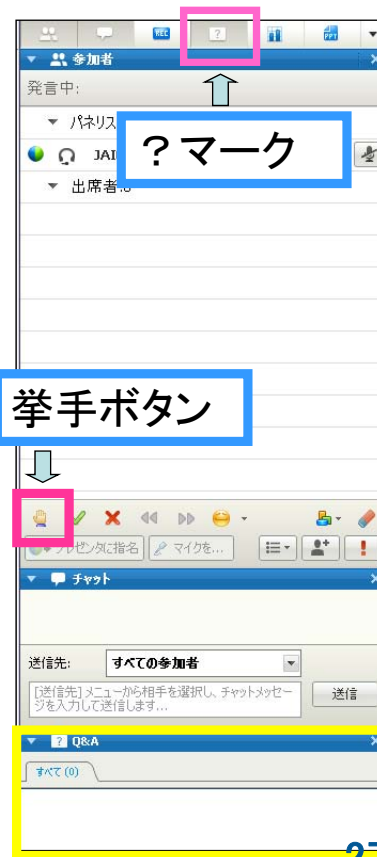 REC
?
PPT
参加者
発言中:
パネリス
?マーク
JAI
出席者:
挙手ボタン
プレゼンタに指名
マイクを...
チャット
送信先: すべての参加者
[送信先]メニューから相手を選択し、チャットメッセー
ジを入力して送信します...
送信
? Q&A
すべて (0)
27